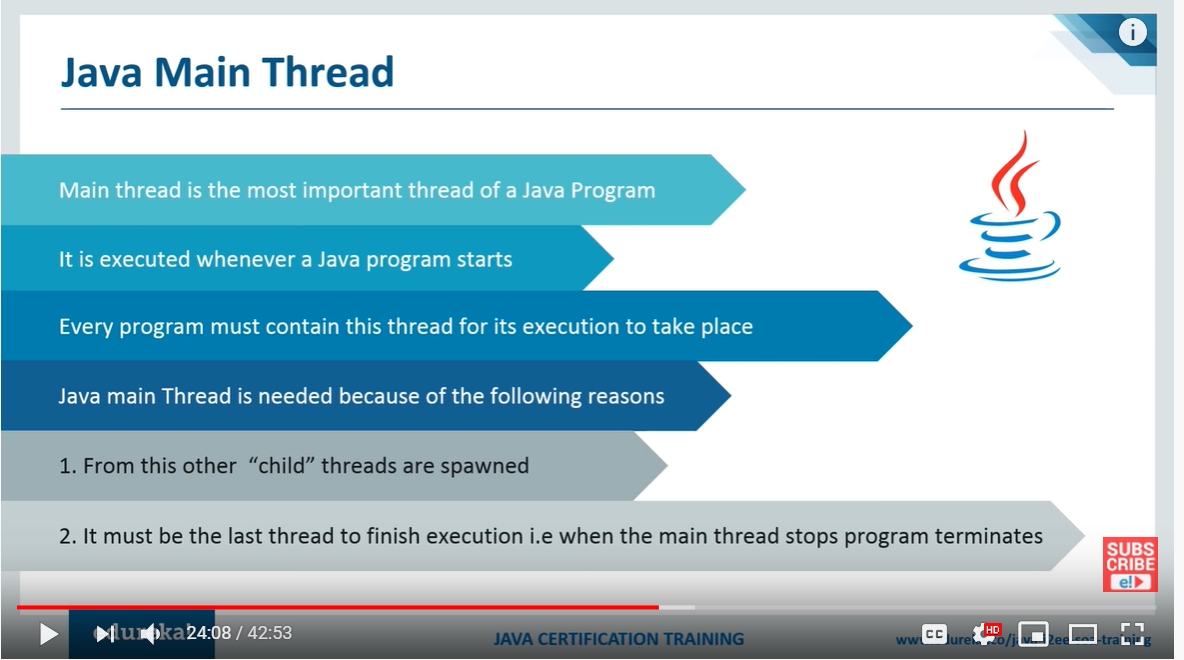 Java Main Thread
Main thread is the most important thread of a Java Program
It is executed whenever a Java program starts
Every program must contain this thread for its execution to take place
Java main Thread is needed because of the following reasons
1. From this other “child” threads are spawned
2. It must be the last thread to finish execution i.e when the main thread stops program terminates
SUBS
CRIBE
e!
24:08 / 42:53
JAVA CERTIFICATION TRAINING
CC
HD